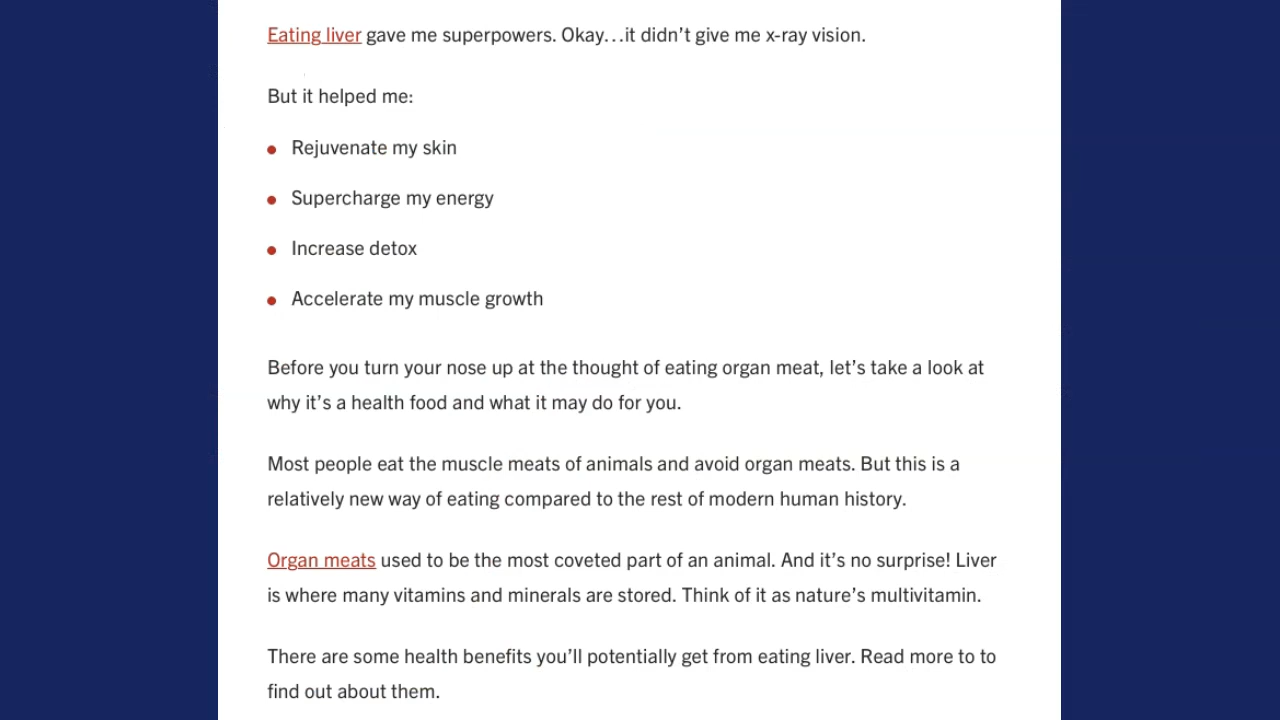 Eating liver gave me superpowers. Okay…it didn’t give me x-ray vision.
But it helped me:
Rejuvenate my skin
Supercharge my energy
Increase detox
Accelerate my muscle growth
Before you turn your nose up at the thought of eating organ meat, let’s take a look at
why it’s a health food and what it may do for you.
Most people eat the muscle meats of animals and avoid organ meats. But this is a
relatively new way of eating compared to the rest of modern human history.
Organ meats used to be the most coveted part of an animal. And it’s no surprise! Liver
is where many vitamins and minerals are stored. Think of it as nature’s multivitamin.
There are some health benefits you’ll potentially get from eating liver. Read more to to
find out about them.